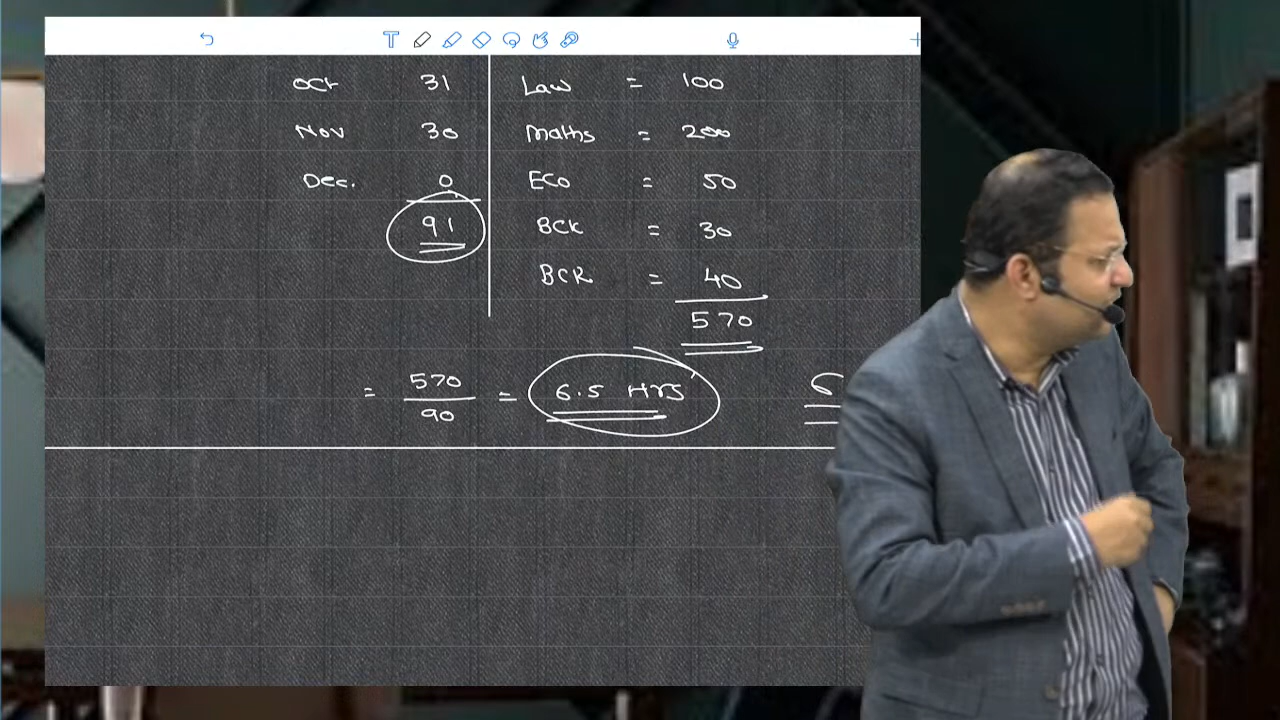 Oct 31
Law = 100
Nov 30
Maths = 200
Dec. 0
Eco = 50
91
BCK = 30
BCR = 40
570
= 570/90 = 6.5 Hrs
6